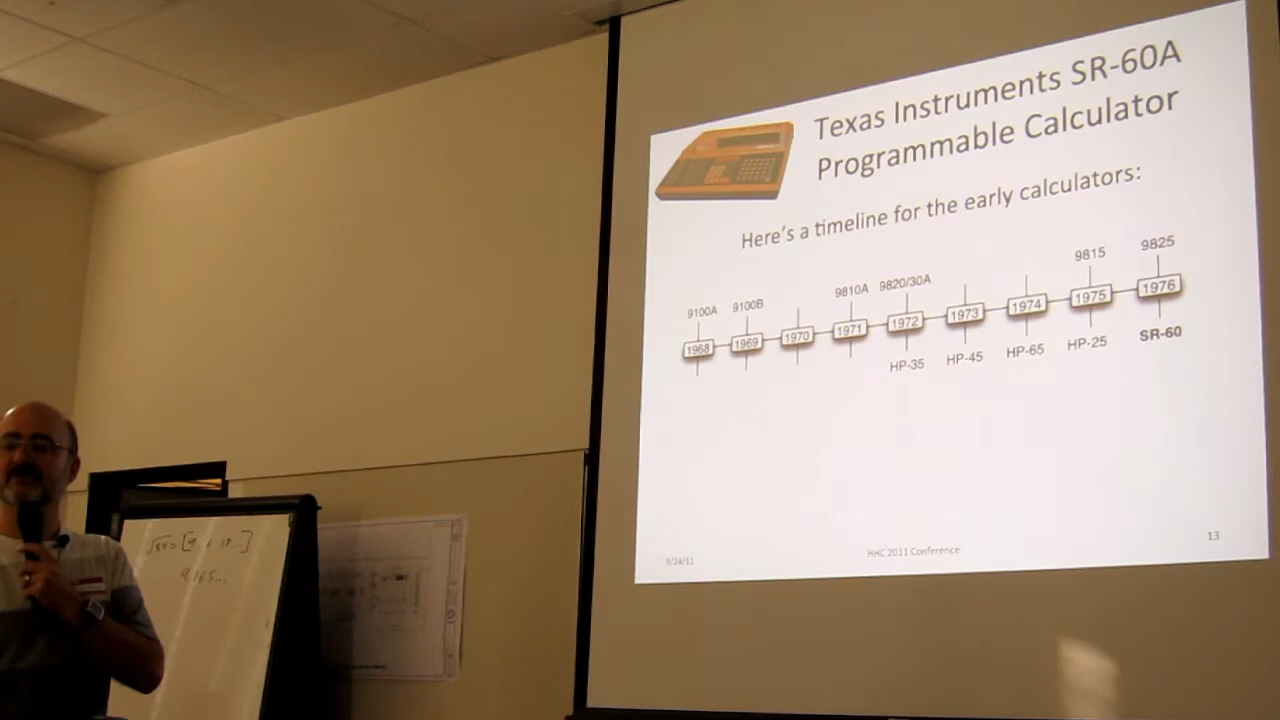 Texas Instruments SR-60A
Programmable Calculator
Here's a timeline for the early calculators:
9100A 9100B 9810A 9820/30A 9815 9825
1968 1969 1970 1971 1972 1973 1974 1975 1976
HP-35 HP-45 HP-65 HP-25 SR-60
9/24/11 HHC 2011 Conference 13